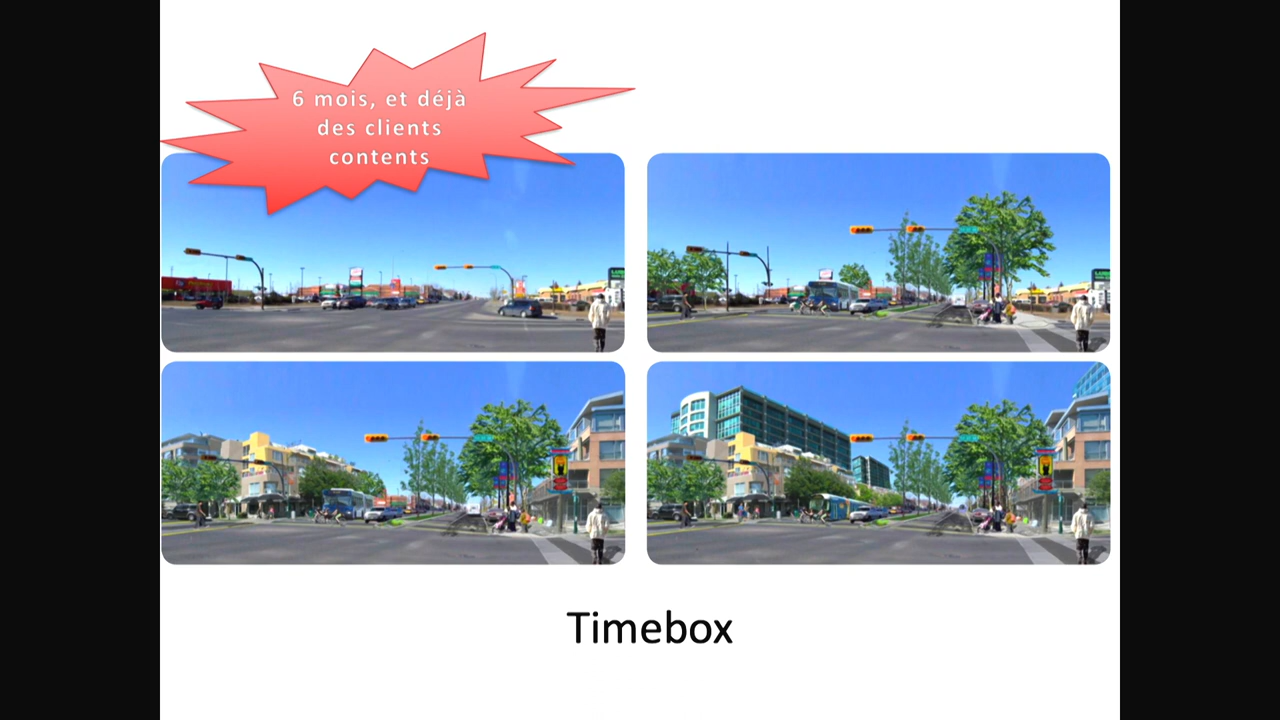 6 mois, et déjà
des clients
contents
Timebox